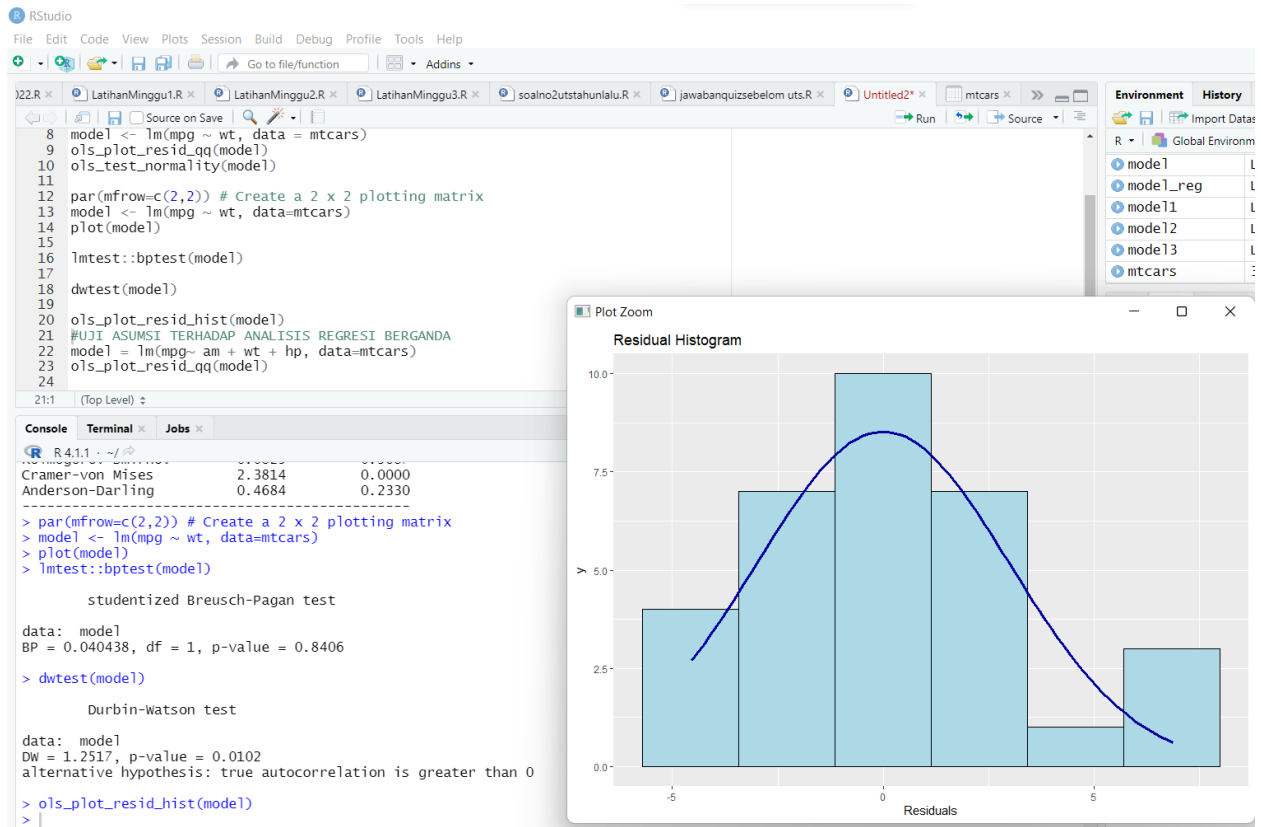 RStudio
File Edit Code View Plots Session Build Debug Profile Tools Help
Go to file/function Addins
)22.R LatihanMinggu1.R LatihanMinggu2.R LatihanMinggu3.R soalno2utstahunlalu.R jawabanquizsebelom uts.R Untitled2* mtcars
Source on Save Run Source
8 model <- lm(mpg ~ wt, data = mtcars)
9 ols_plot_resid_qq(model)
10 ols_test_normality(model)
11
12 par(mfrow=c(2,2)) # Create a 2 x 2 plotting matrix
13 model <- lm(mpg ~ wt, data=mtcars)
14 plot(model)
15
16 lmtest::bptest(model)
17
18 dwtest(model)
19
20 ols_plot_resid_hist(model)
21 #UJI ASUMSI TERHADAP ANALISIS REGRESI BERGANDA
22 model = lm(mpg~ am + wt + hp, data=mtcars)
23 ols_plot_resid_qq(model)
24
21:1 (Top Level)
Console Terminal Jobs
R 4.1.1 · ~/
Cramer-von Mises 2.3814 0.0000
Anderson-Darling 0.4684 0.2330
-----------------------------------------------
> par(mfrow=c(2,2)) # Create a 2 x 2 plotting matrix
> model <- lm(mpg ~ wt, data=mtcars)
> plot(model)
> lmtest::bptest(model)
studentized Breusch-Pagan test
data: model
BP = 0.040438, df = 1, p-value = 0.8406
> dwtest(model)
Durbin-Watson test
data: model
DW = 1.2517, p-value = 0.0102
alternative hypothesis: true autocorrelation is greater than 0
> ols_plot_resid_hist(model)
>
Environment History
Import Datas
R Global Environm
model L
model_reg L
model1 L
model2 L
model3 L
mtcars 3
Plot Zoom
Residual Histogram
10.0
7.5
y 5.0
2.5
0.0
-5 0 5
Residuals